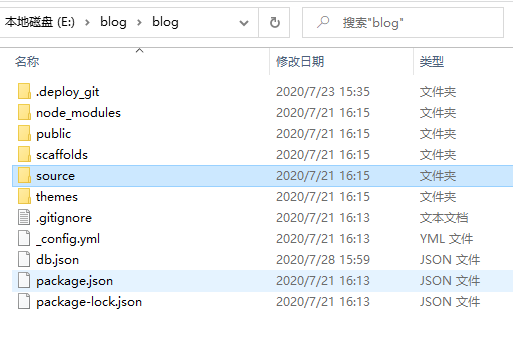 本地磁盘 (E:) > blog > blog 搜索"blog"
名称 修改日期 类型
.deploy_git 2020/7/23 15:35 文件夹
node_modules 2020/7/21 16:15 文件夹
public 2020/7/21 16:15 文件夹
scaffolds 2020/7/21 16:15 文件夹
source 2020/7/21 16:15 文件夹
themes 2020/7/21 16:15 文件夹
.gitignore 2020/7/21 16:13 文本文档
_config.yml 2020/7/21 16:13 YML 文件
db.json 2020/7/28 15:59 JSON 文件
package.json 2020/7/21 16:13 JSON 文件
package-lock.json 2020/7/21 16:13 JSON 文件